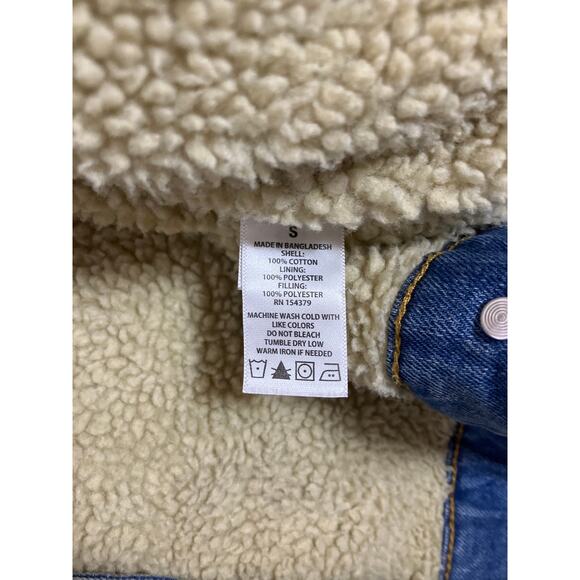 S
MADE IN BANGLADESH
SHELL:
100% COTTON
LINING:
100% POLYESTER
FILLING:
100% POLYESTER
RN 154379
MACHINE WASH COLD WITH
LIKE COLORS
DO NOT BLEACH
TUMBLE DRY LOW
WARM IRON IF NEEDED